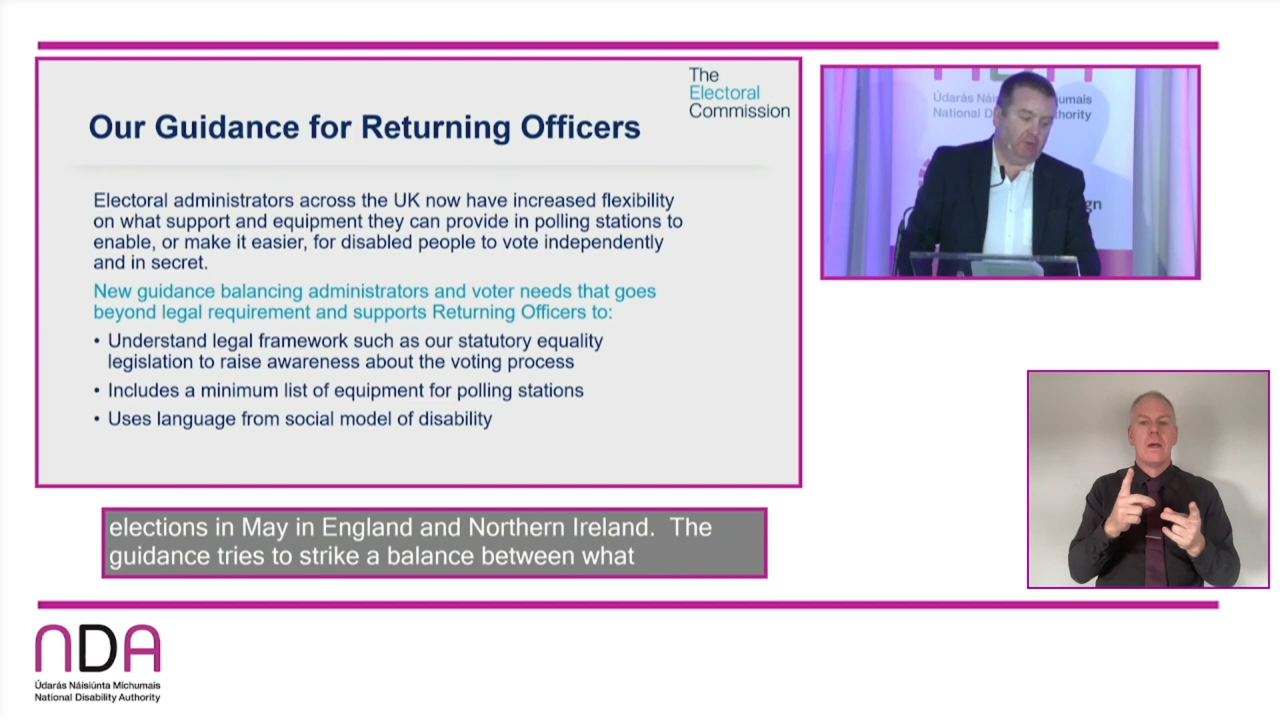 The
Electoral
Commission
Our Guidance for Returning Officers
Electoral administrators across the UK now have increased flexibility
on what support and equipment they can provide in polling stations to
enable, or make it easier, for disabled people to vote independently
and in secret.
New guidance balancing administrators and voter needs that goes
beyond legal requirement and supports Returning Officers to:
• Understand legal framework such as our statutory equality
legislation to raise awareness about the voting process
• Includes a minimum list of equipment for polling stations
• Uses language from social model of disability
elections in May in England and Northern Ireland.  The
guidance tries to strike a balance between what
NDA
Údarás Náisiúnta Míchumais
National Disability Authority